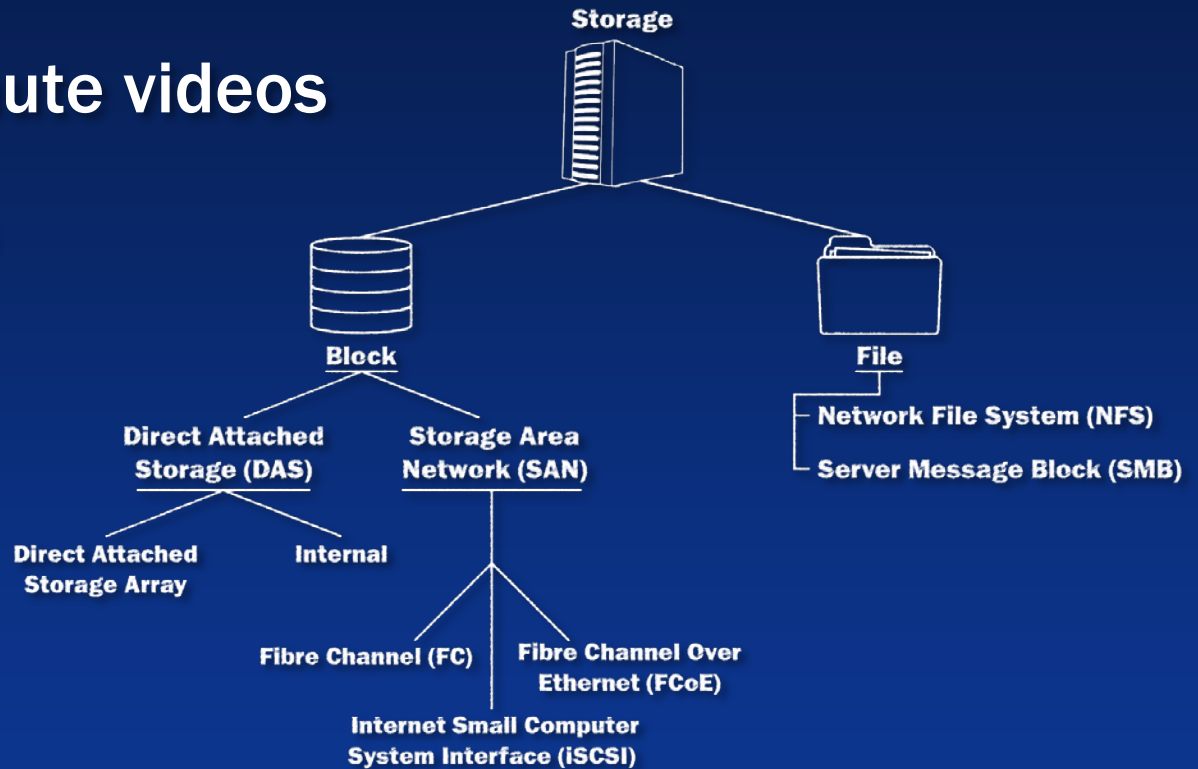 Storage
ute videos
Block
File
Direct Attached
Storage (DAS)
Storage Area
Network (SAN)
Network File System (NFS)
Server Message Block (SMB)
Direct Attached
Storage Array
Internal
Fibre Channel (FC)
Fibre Channel Over
Ethernet (FCoE)
Internet Small Computer
System Interface (iSCSI)